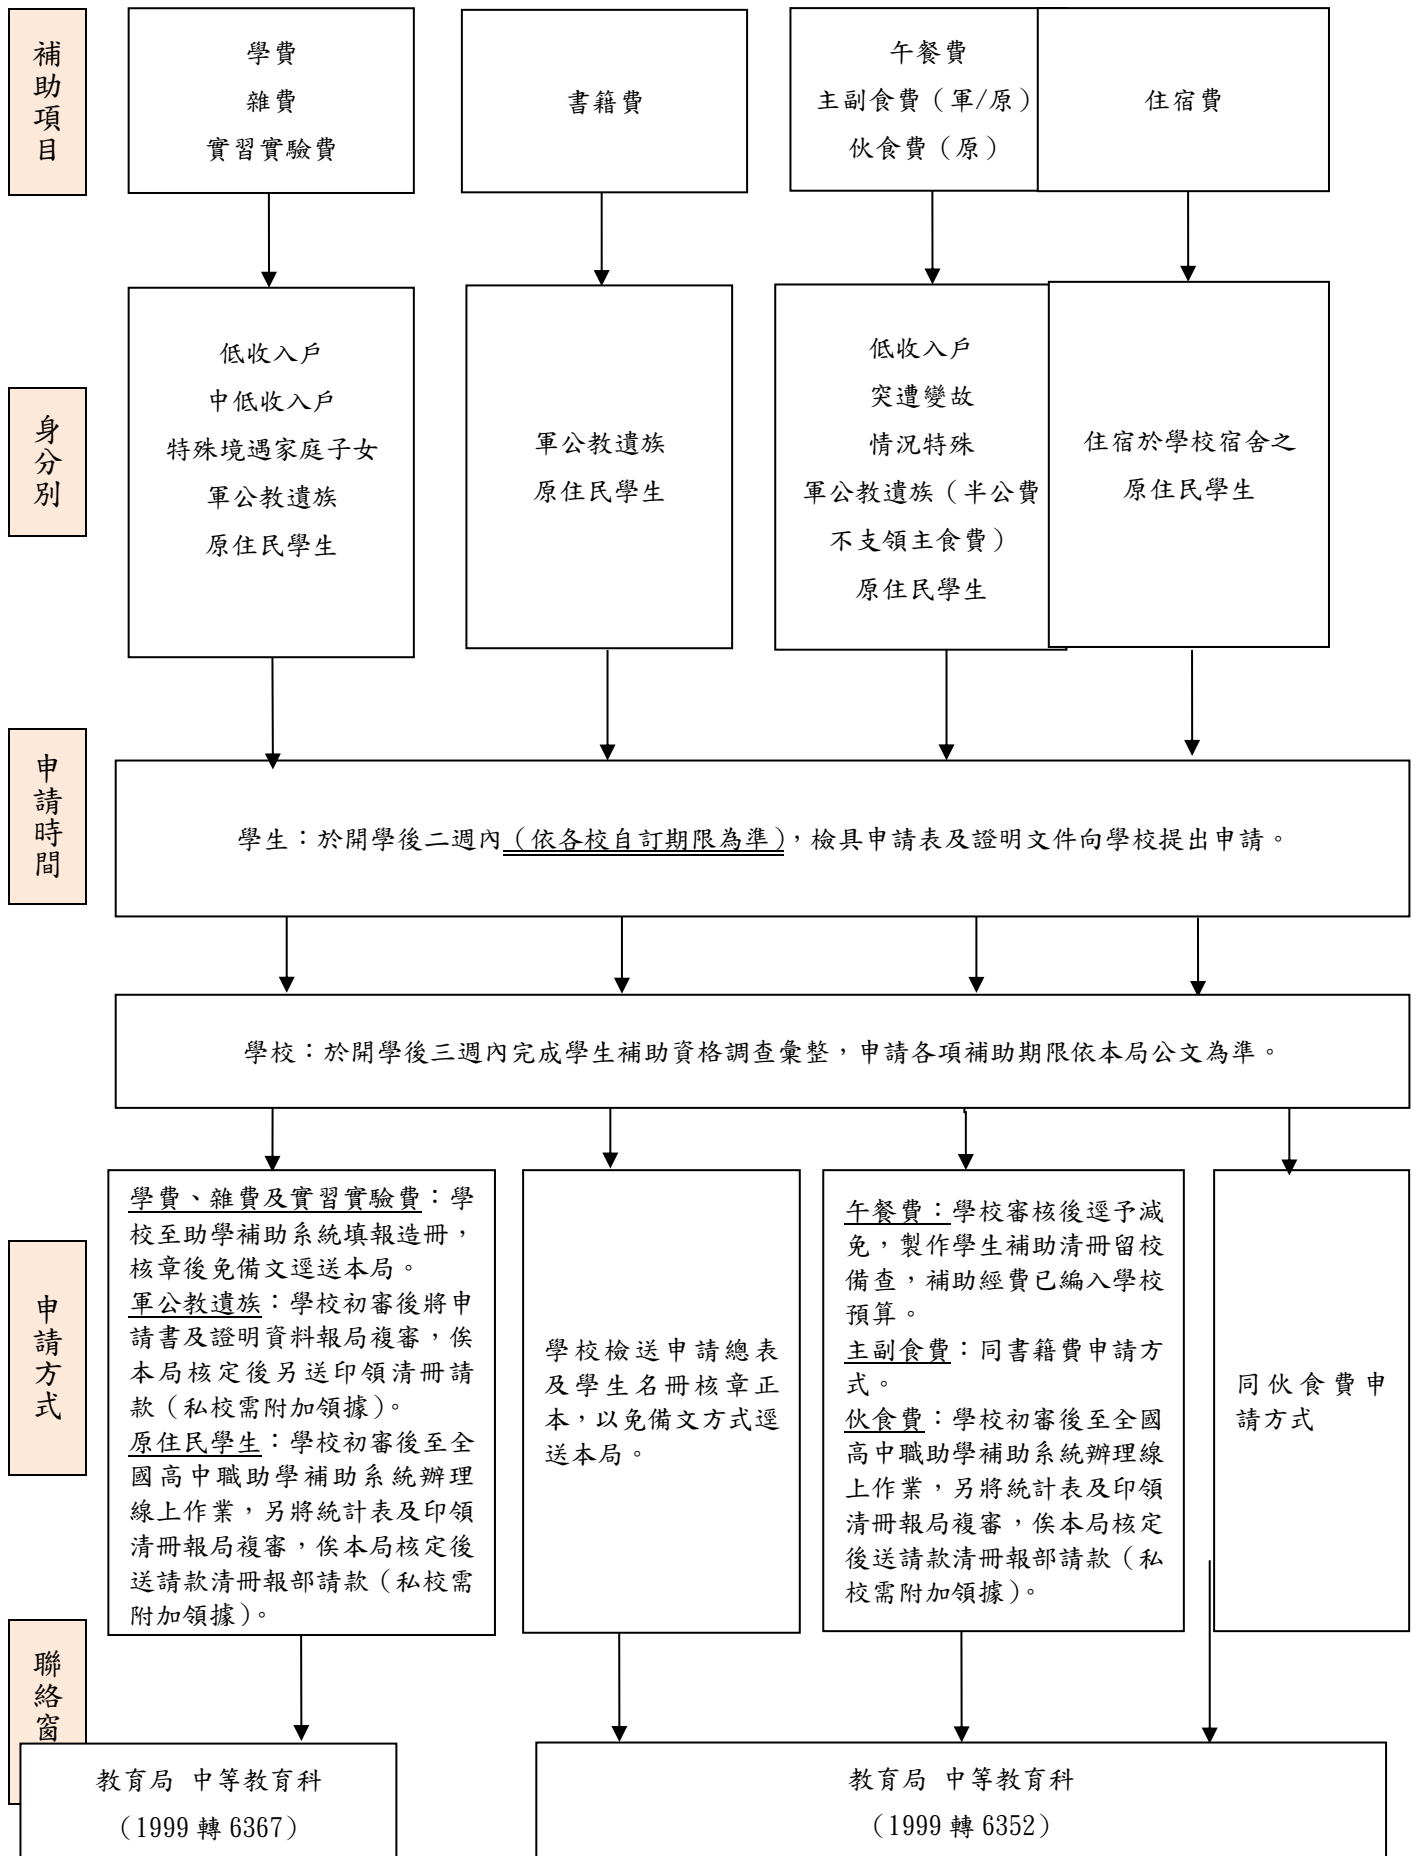 補助項目
學費
雜費
實習實驗費
書籍費
午餐費
主副食費（軍/原）
伙食費（原）
住宿費
身分別
低收入戶
中低收入戶
特殊境遇家庭子女
軍公教遺族
原住民學生
軍公教遺族
原住民學生
低收入戶
突遭變故
情況特殊
軍公教遺族（半公費
不支領主食費）
原住民學生
住宿於學校宿舍之
原住民學生
申請時間
學生：於開學後二週內（依各校自訂期限為準），檢具申請表及證明文件向學校提出申請。
學校：於開學後三週內完成學生補助資格調查彙整，申請各項補助期限依本局公文為準。
申請方式
學費、雜費及實習實驗費：學
校至助學補助系統填報造冊，
核章後免備文逕送本局。
軍公教遺族：學校初審後將申
請書及證明資料報局複審，俟
本局核定後另送印領清冊請
款（私校需附加領據）。
原住民學生：學校初審後至全
國高中職助學補助系統辦理
線上作業，另將統計表及印領
清冊報局複審，俟本局核定後
送請款清冊報部請款（私校需
附加領據）。
學校檢送申請總表
及學生名冊核章正
本，以免備文方式逕
送本局。
午餐費：學校審核後逕予減
免，製作學生補助清冊留校
備查，補助經費已編入學校
預算。
主副食費：同書籍費申請方
式。
伙食費：學校初審後至全國
高中職助學補助系統辦理線
上作業，另將統計表及印領
清冊報局複審，俟本局核定
後送請款清冊報部請款（私
校需附加領據）。
同伙食費申
請方式
聯絡窗
教育局 中等教育科
（1999 轉 6367）
教育局 中等教育科
（1999 轉 6352）